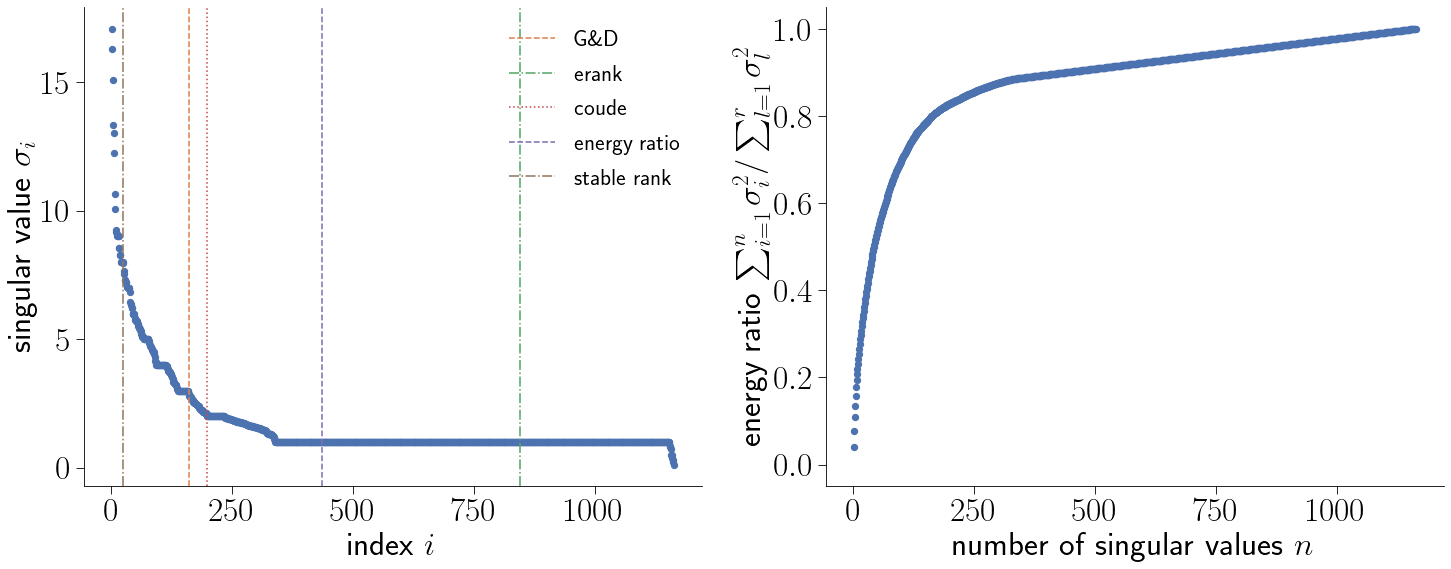 singular value σ_i
15
10
5
0
0 250 500 750 1000
index i
G&D
erank
coude
energy ratio
stable rank
energy ratio ∑_{i=1}^{n} σ_i^2 / ∑_{l=1}^{r} σ_l^2
1.0
0.8
0.6
0.4
0.2
0.0
0 250 500 750 1000
number of singular values n